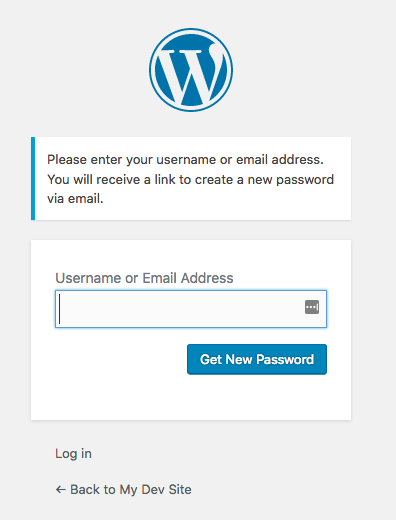 Please enter your username or email address.
You will receive a link to create a new password
via email.
Username or Email Address
Get New Password
Log in
← Back to My Dev Site